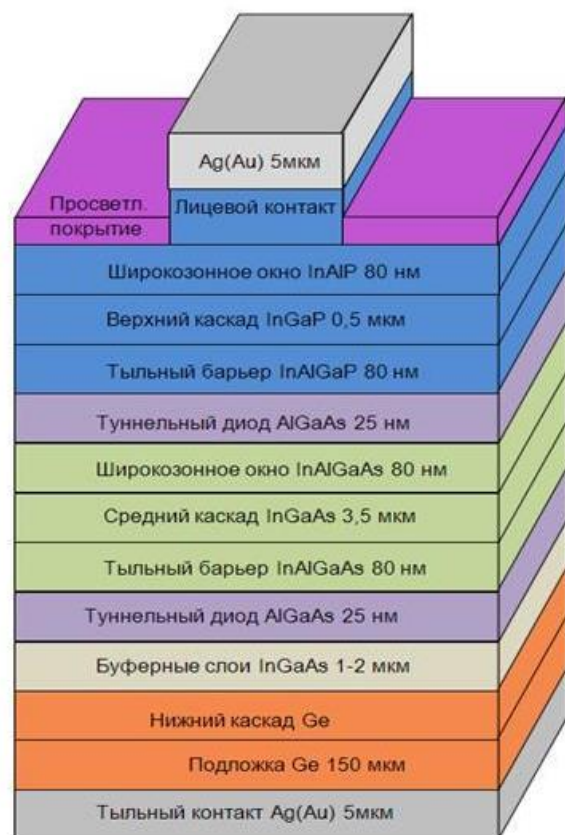 Ag(Au) 5мкм
Просветл.
покрытие
Лицевой контакт
Широкозонное окно InAlP 80 нм
Верхний каскад InGaP 0,5 мкм
Тыльный барьер InAlGaP 80 нм
Туннельный диод AlGaAs 25 нм
Широкозонное окно InAlGaAs 80 нм
Средний каскад InGaAs 3,5 мкм
Тыльный барьер InAlGaAs 80 нм
Туннельный диод AlGaAs 25 нм
Буферные слои InGaAs 1-2 мкм
Нижний каскад Ge
Подложка Ge 150 мкм
Тыльный контакт Ag(Au) 5мкм